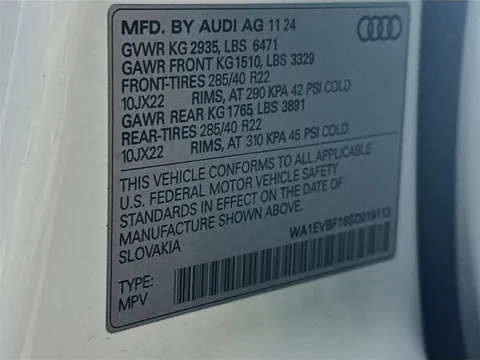 MFD. BY AUDI AG 11 24
GVWR KG 2935, LBS 6471
GAWR FRONT KG1510, LBS 3329
FRONT-TIRES 285/40 R22
10JX22 RIMS, AT 290 KPA 42 PSI COLD
GAWR REAR KG 1765, LBS 3891
REAR-TIRES 285/40 R22
10JX22 RIMS, AT 310 KPA 45 PSI COLD
THIS VEHICLE CONFORMS TO ALL APPLICABLE
U.S. FEDERAL MOTOR VEHICLE SAFETY
STANDARDS IN EFFECT ON THE DATE OF
MANUFACTURE SHOWN ABOVE.
SLOVAKIA
WA1EVBF16SD019113
TYPE:
MPV